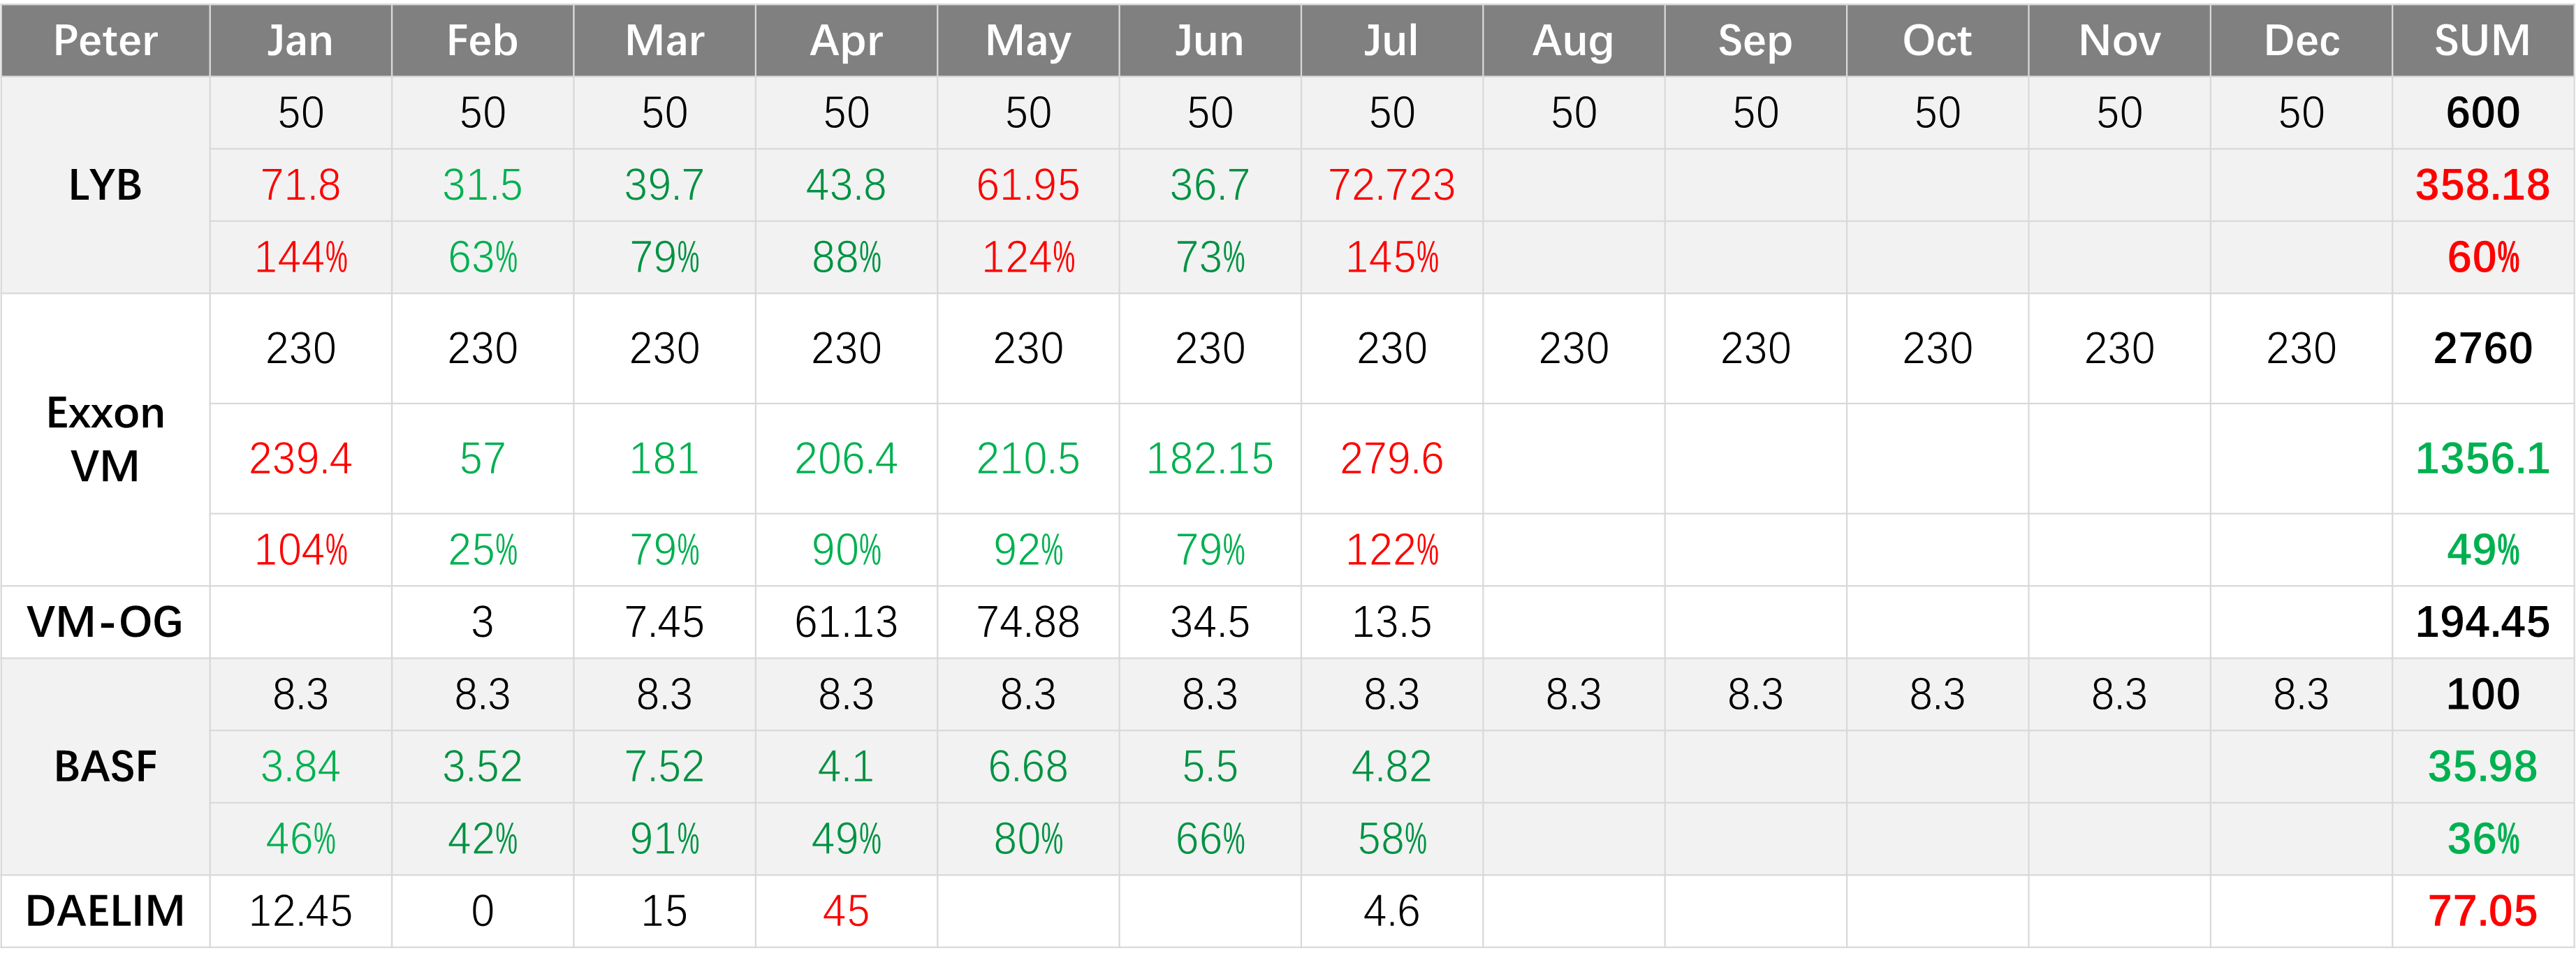 Peter Jan Feb Mar Apr May Jun Jul Aug Sep Oct Nov Dec SUM
LYB
50 50 50 50 50 50 50 50 50 50 50 50 600
71.8 31.5 39.7 43.8 61.95 36.7 72.723 358.18
144% 63% 79% 88% 124% 73% 145% 60%
Exxon
VM
230 230 230 230 230 230 230 230 230 230 230 230 2760
239.4 57 181 206.4 210.5 182.15 279.6 1356.1
104% 25% 79% 90% 92% 79% 122% 49%
VM-OG 3 7.45 61.13 74.88 34.5 13.5 194.45
BASF
8.3 8.3 8.3 8.3 8.3 8.3 8.3 8.3 8.3 8.3 8.3 8.3 100
3.84 3.52 7.52 4.1 6.68 5.5 4.82 35.98
46% 42% 91% 49% 80% 66% 58% 36%
DAELIM 12.45 0 15 45 4.6 77.05